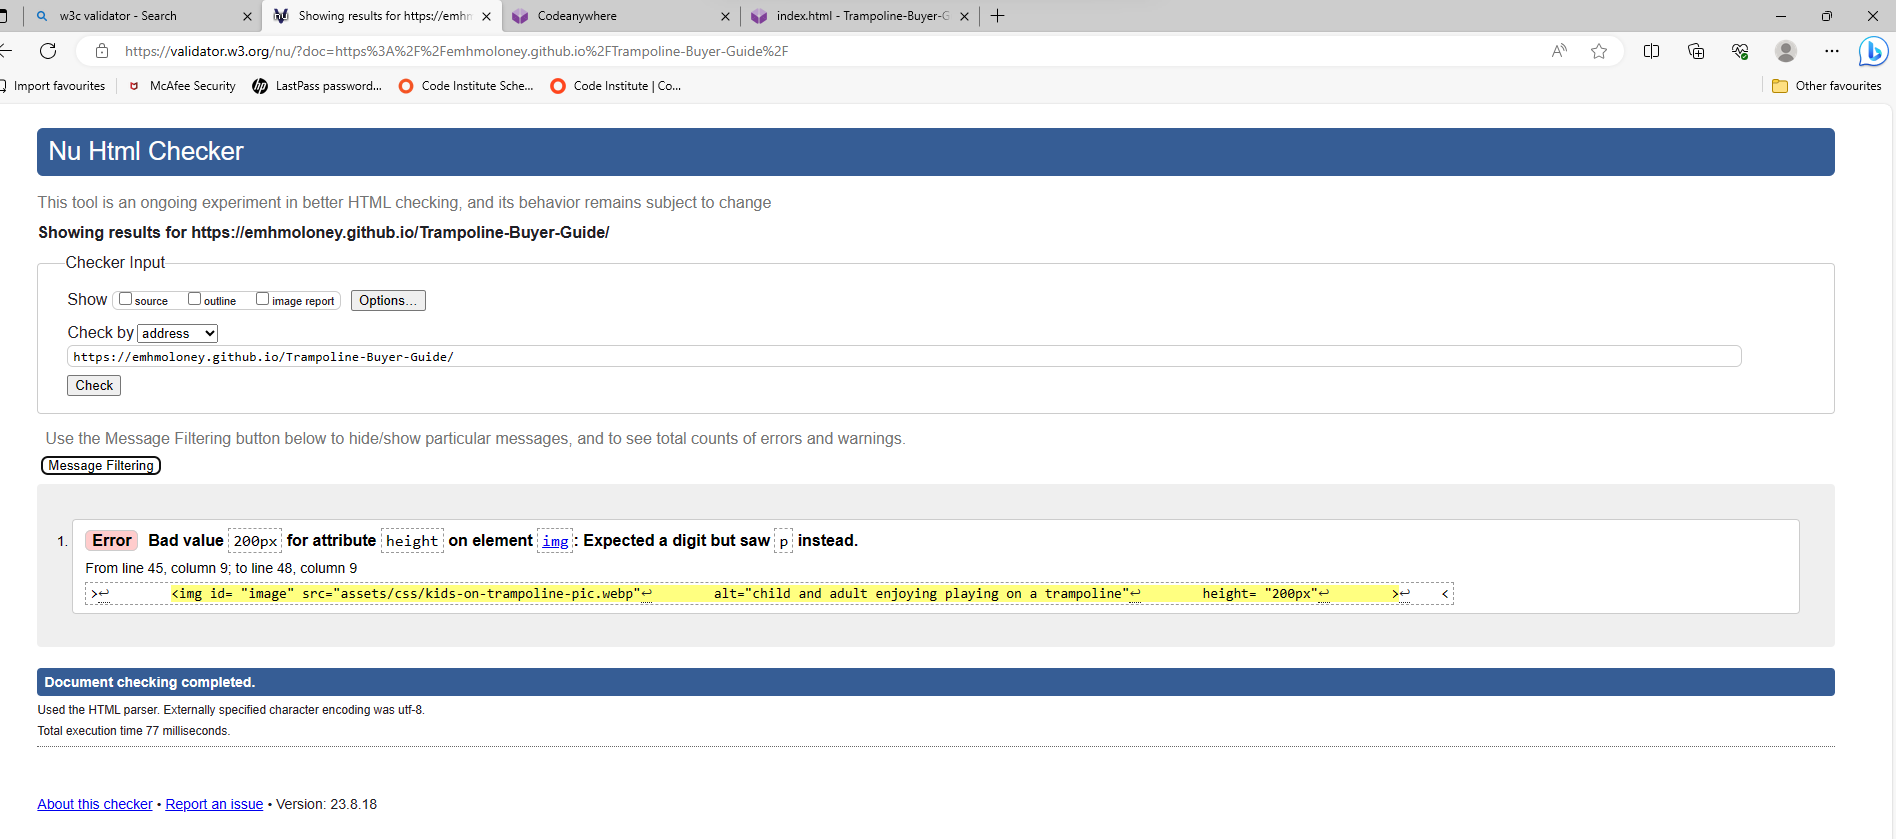 w3c validator - Search
Showing results for https://emhm
Codeanywhere
index.html - Trampoline-Buyer-G
https://validator.w3.org/nu/?doc=https%3A%2F%2Femhmoloney.github.io%2FTrampoline-Buyer-Guide%2F
Import favourites
McAfee Security
LastPass password...
Code Institute Sche...
Code Institute | Co...
Other favourites
Nu Html Checker
This tool is an ongoing experiment in better HTML checking, and its behavior remains subject to change
Showing results for https://emhmoloney.github.io/Trampoline-Buyer-Guide/
Checker Input
Show source outline image report Options...
Check by address
https://emhmoloney.github.io/Trampoline-Buyer-Guide/
Check
Use the Message Filtering button below to hide/show particular messages, and to see total counts of errors and warnings.
Message Filtering
1. Error Bad value 200px for attribute height on element img: Expected a digit but saw p instead.
From line 45, column 9; to line 48, column 9
>↩ <img id= "image" src="assets/css/kids-on-trampoline-pic.webp"↩ alt="child and adult enjoying playing on a trampoline"↩ height= "200px"↩ >↩ <
Document checking completed.
Used the HTML parser. Externally specified character encoding was utf-8.
Total execution time 77 milliseconds.
About this checker • Report an issue • Version: 23.8.18